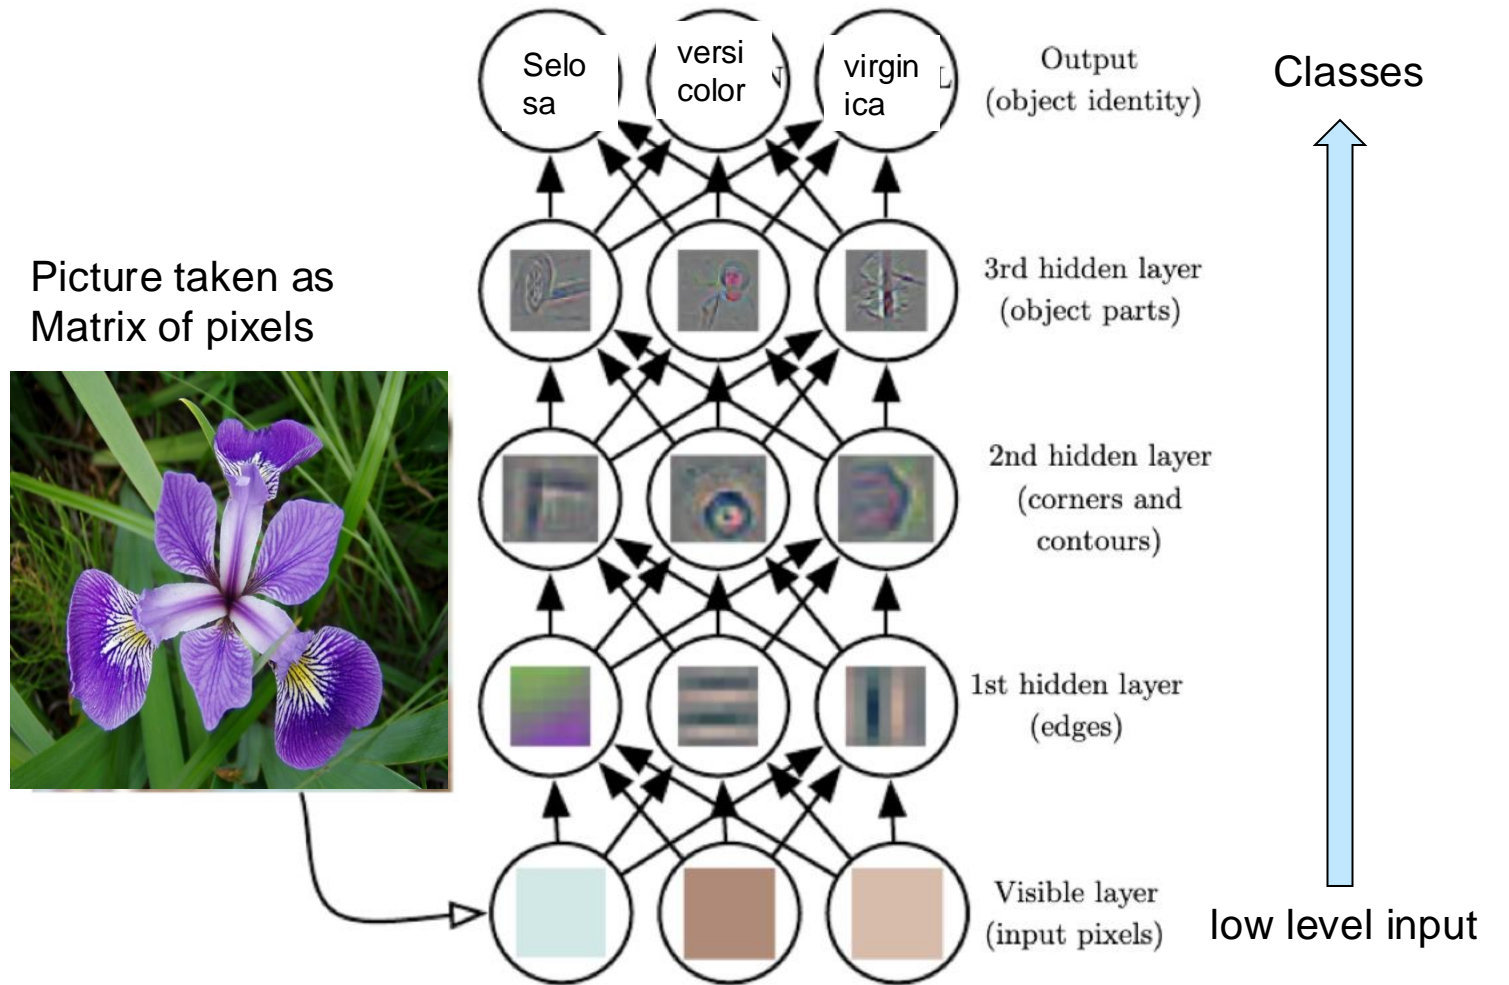 Selo
sa
versi
color
virgin
ica
Output
(object identity)
Classes
3rd hidden layer
(object parts)
Picture taken as
Matrix of pixels
2nd hidden layer
(corners and
contours)
1st hidden layer
(edges)
Visible layer
(input pixels)
low level input